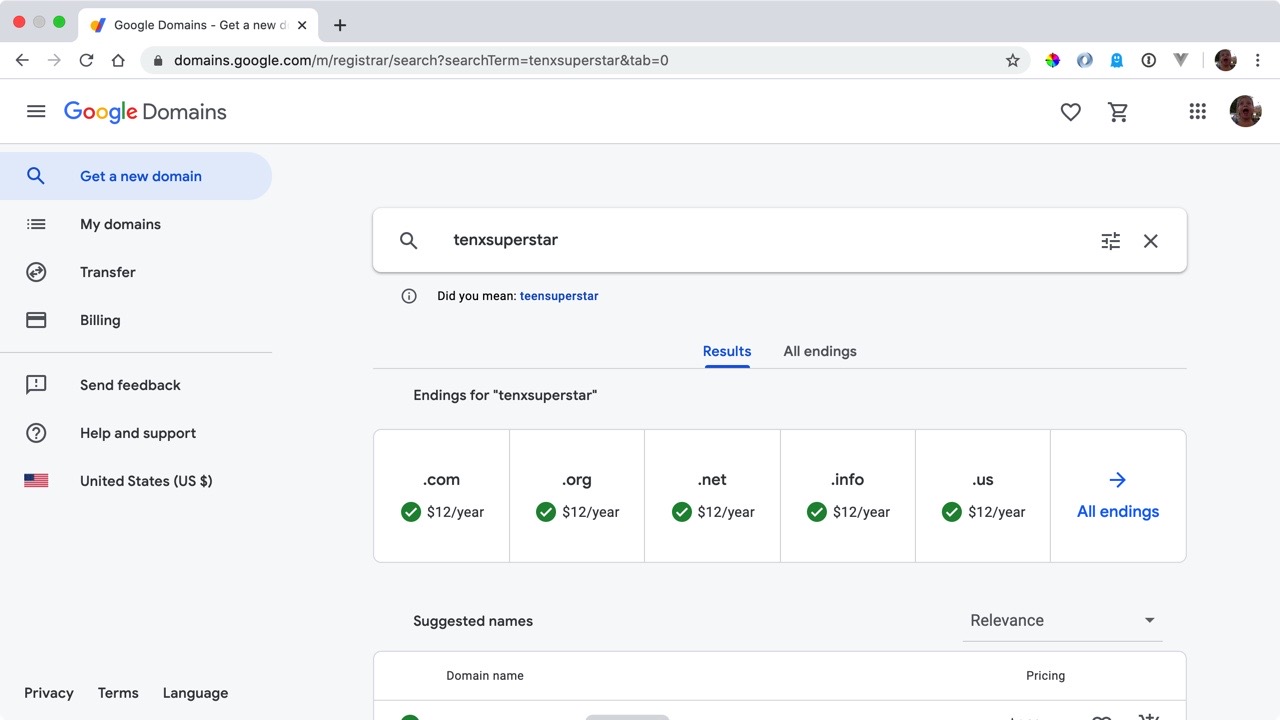 Google Domains - Get a new d
domains.google.com/m/registrar/search?searchTerm=tenxsuperstar&tab=0
Google Domains
Get a new domain
My domains
Transfer
Billing
Send feedback
Help and support
United States (US $)
Privacy Terms Language
tenxsuperstar
Did you mean: teensuperstar
Results All endings
Endings for "tenxsuperstar"
.com .org .net .info .us
$12/year $12/year $12/year $12/year $12/year All endings
Suggested names Relevance
Domain name Pricing